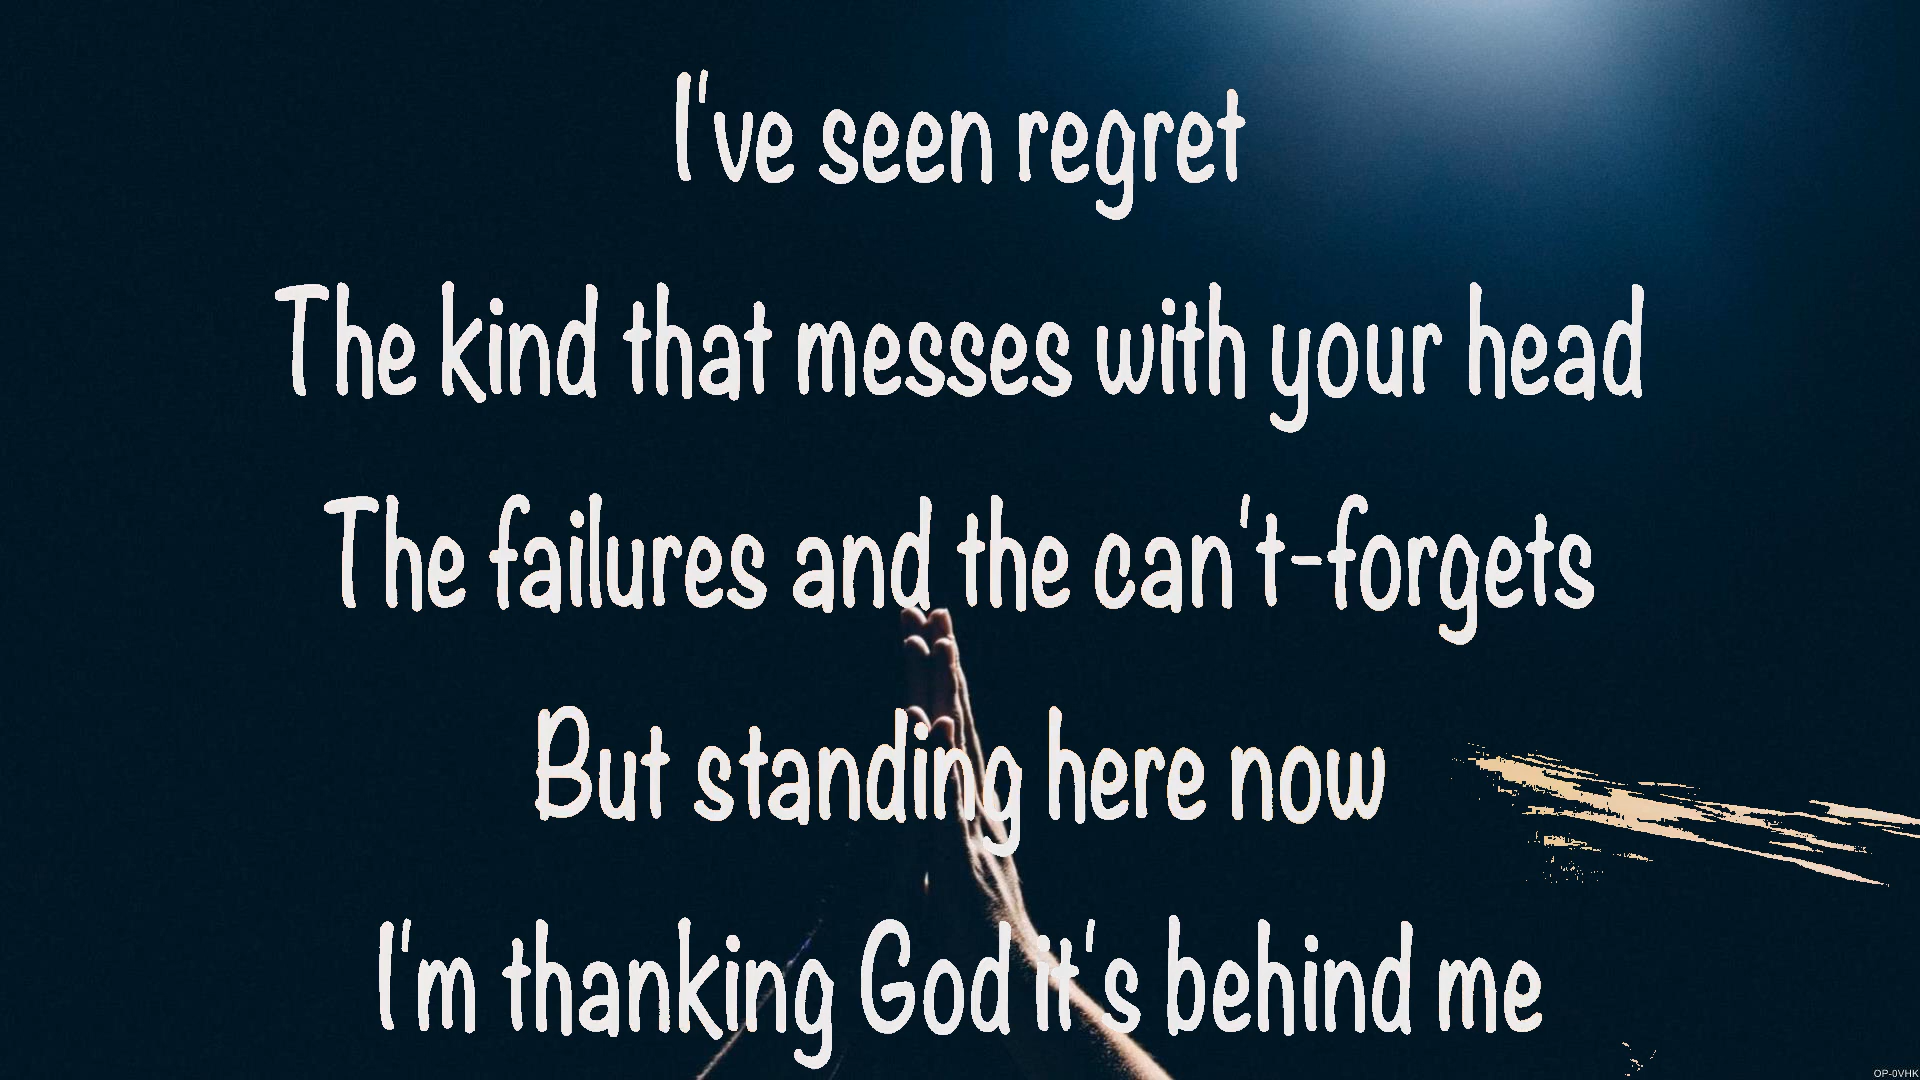 I've seen regret
The kind that messes with your head
The failures and the can't-forgets
But standing here now
I'm thanking God it's behind me
OP-0VHK